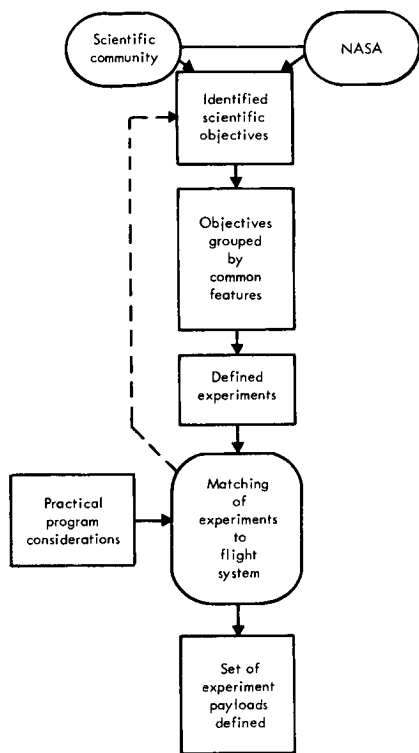 Scientific
community
NASA
Identified
scientific
objectives
Objectives
grouped
by
common
features
Defined
experiments
Practical
program
considerations
Matching
of
experiments
to
flight
system
Set of
experiment
payloads
defined